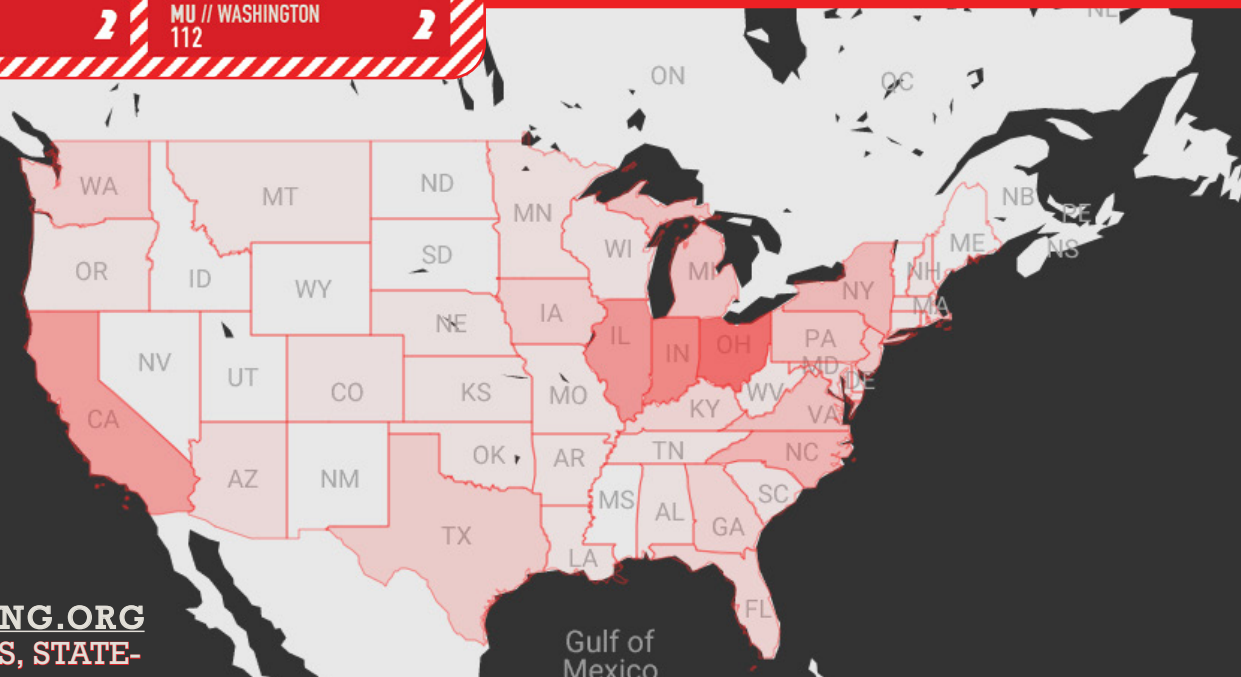 2
MU // WASHINGTON
112
2
NL
ON
QC
WA
MT
ND
MN
NB
PE
OR
ID
SD
WI
MI
ME
NS
WY
NH
NY
MA
NE
IA
IL
IN
OH
PA
NV
UT
CO
KS
MO
MD
DE
WV
KY
VA
CA
TN
NC
AZ
NM
OK
AR
MS
AL
SC
GA
TX
LA
FL
NG.ORG
S, STATE-
Gulf of
Mexico